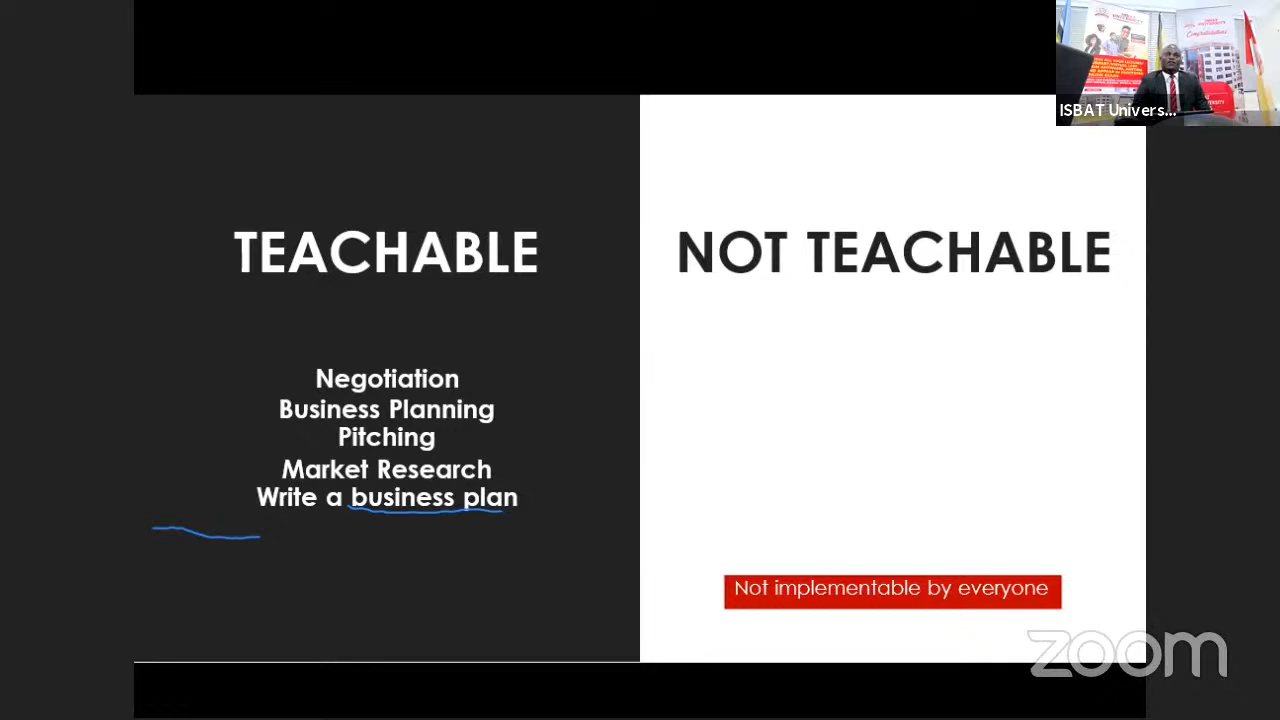 TEACHABLE
Negotiation
Business Planning
Pitching
Market Research
Write a business plan
NOT TEACHABLE
Not implementable by everyone
ISBAT Univers...
zoom